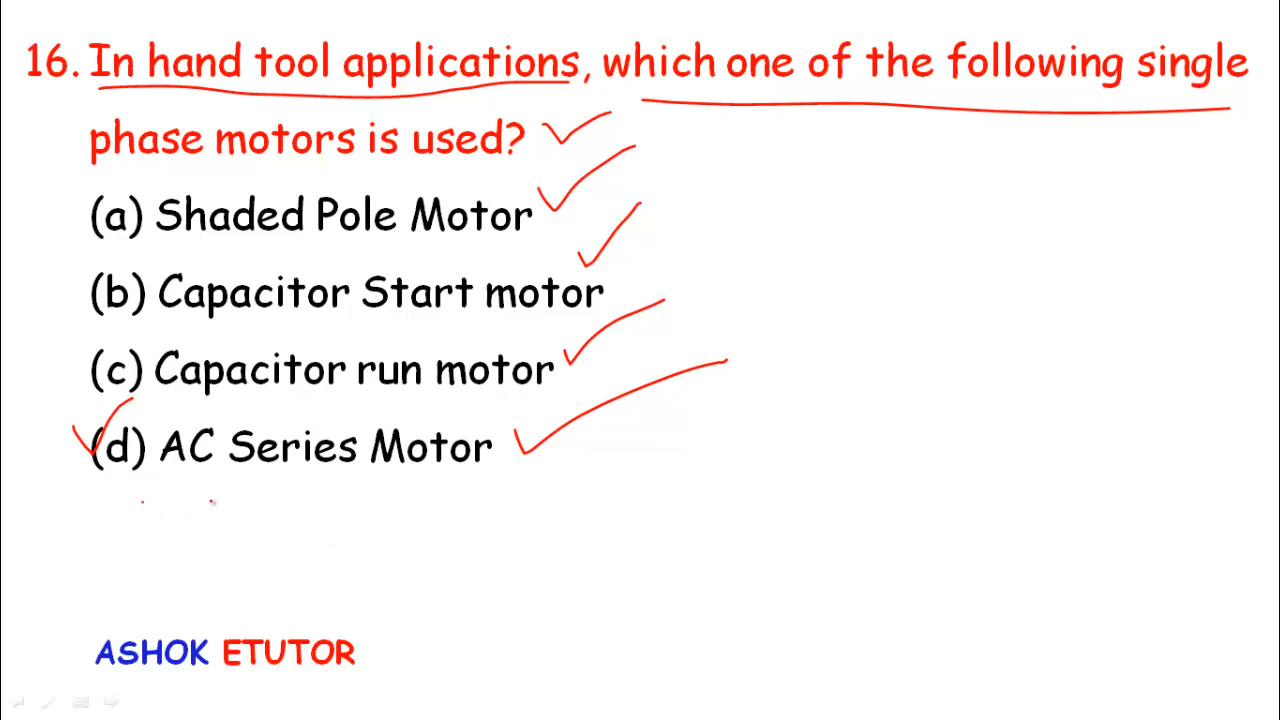 16. In hand tool applications, which one of the following single
phase motors is used?
(a) Shaded Pole Motor
(b) Capacitor Start motor
(c) Capacitor run motor
(d) AC Series Motor
ASHOK ETUTOR